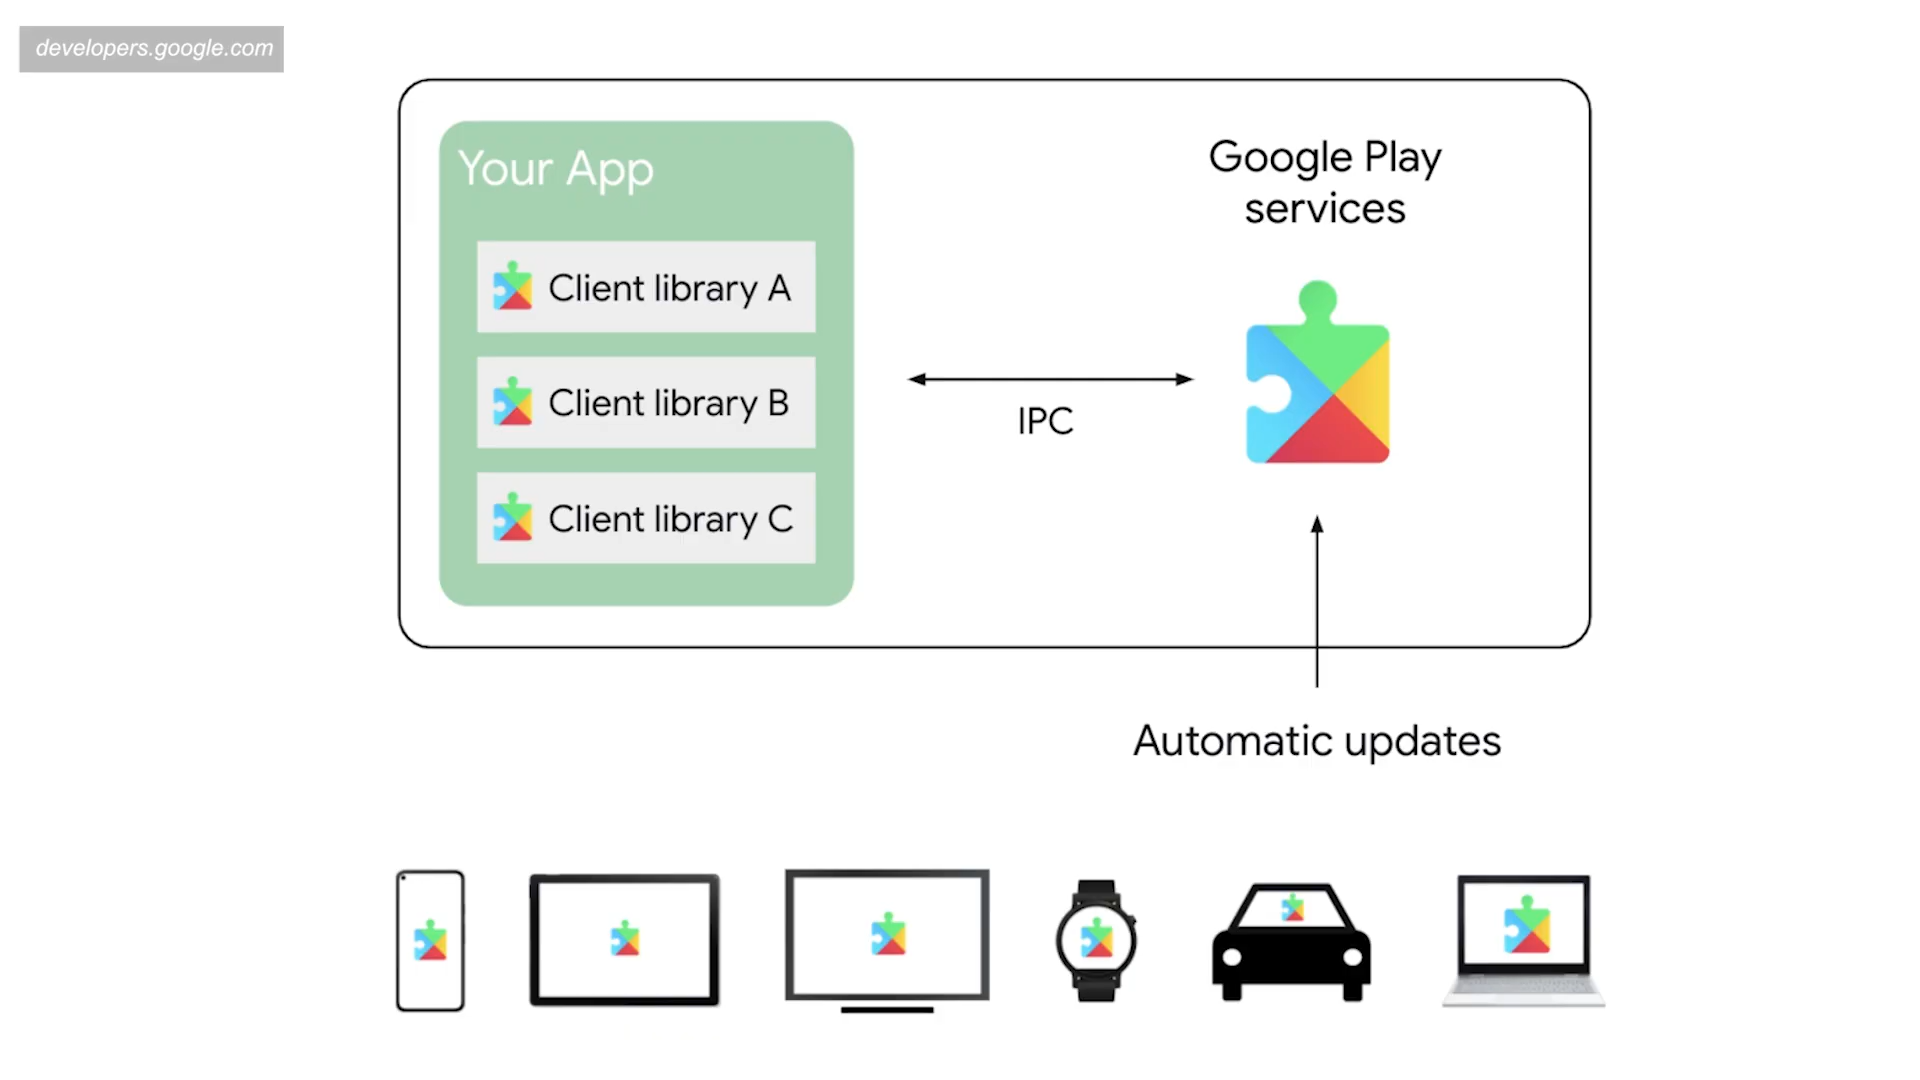 developers.google.com
Your App
Client library A
Client library B
Client library C
IPC
Google Play
services
Automatic updates